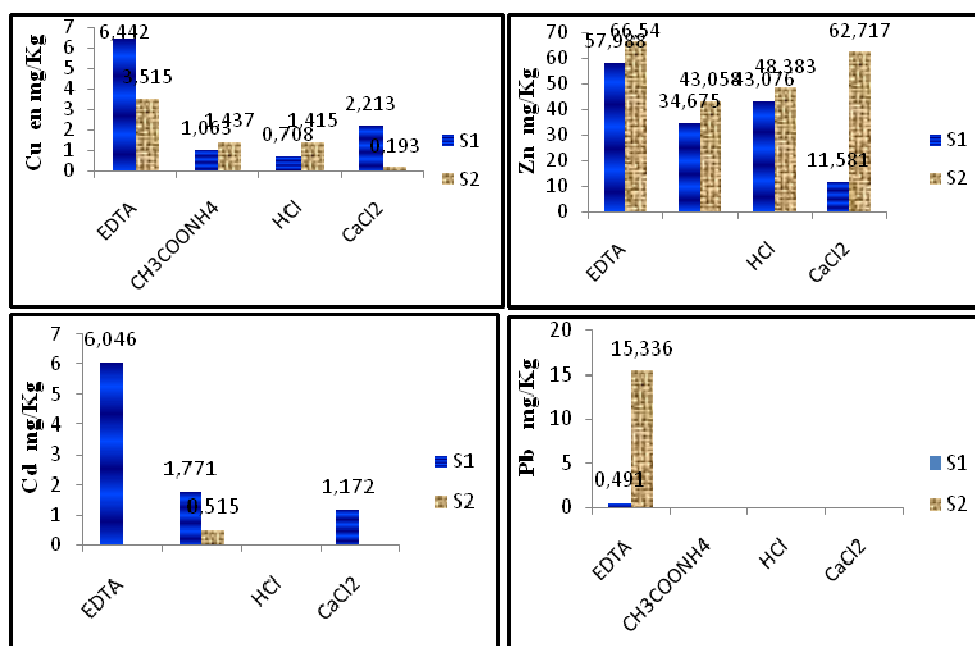 Cu en mg/Kg
7
6
5
4
3
2
1
0
6,442
3,515
1,063
1,437
0,708
1,415
2,213
0,193
EDTA
CH3COONH4
HCl
CaCl2
S1
S2
Zn mg/Kg
70
60
50
40
30
20
10
0
57,988
66,54
34,675
43,058
43,076
48,383
11,581
62,717
EDTA
HCl
CaCl2
S1
S2
Cd mg/Kg
7
6
5
4
3
2
1
0
6,046
1,771
0,515
1,172
EDTA
HCl
CaCl2
S1
S2
Pb mg/Kg
20
15
10
5
0
0,491
15,336
EDTA
CH3COONH4
HCl
CaCl2
S1
S2